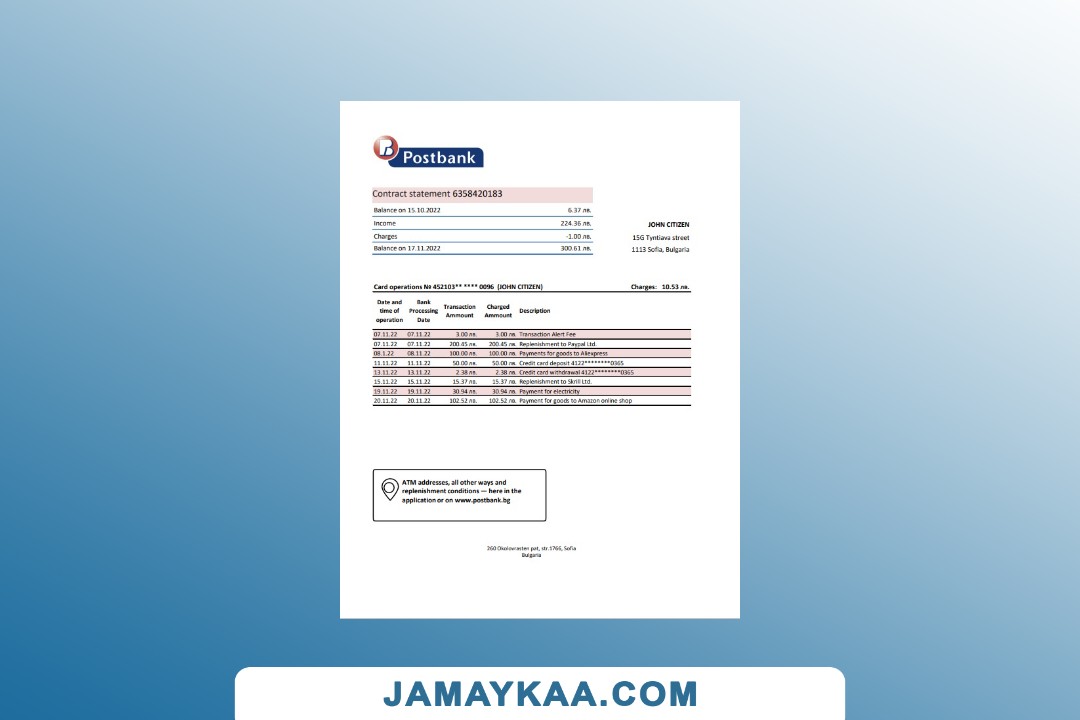 Postbank
Contract statement 6358420183
Balance on 15.10.2022 6.37 лв.
Income 224.36 лв.
Charges -1.00 лв.
Balance on 17.11.2022 300.61 лв.
JOHN CITIZEN
15G Tyntiava street
1113 Sofia, Bulgaria
Card operations № 452103** **** 0096 (JOHN CITIZEN) Charges: 10.53 лв.
Date and time of operation Bank Processing Date Transaction Amount Charged Amount Description
07.11.22 07.11.22 3.00 лв. 3.00 лв. Transaction Alert Fee
07.11.22 07.11.22 200.45 лв. 200.45 лв. Replenishment to Paypal Ltd.
08.1.22 08.11.22 100.00 лв. 100.00 лв. Payments for goods to Aliexpress
11.11.22 11.11.22 50.00 лв. 50.00 лв. Credit card deposit 4122********0365
13.11.22 13.11.22 2.38 лв. 2.38 лв. Credit card withdrawal 4122********0365
15.11.22 15.11.22 15.37 лв. 15.37 лв. Replenishment to Skrill Ltd.
19.11.22 19.11.22 30.94 лв. 30.94 лв. Payment for electricity
20.11.22 20.11.22 102.52 лв. 102.52 лв. Payment for goods to Amazon online shop
ATM addresses, all other ways and
replenishment conditions — here in the
application or on www.postbank.bg
260 Okolovrasten pat, str.1766, Sofia
Bulgaria
JAMAYKAA.COM